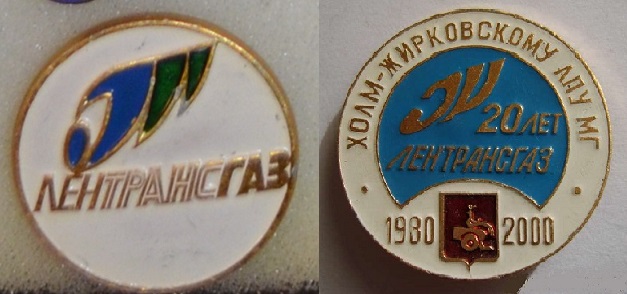 ЛЕНТРАНСГАЗ
ХОЛМ-ЖИРКОВСКОМУ ЛПУ МГ
20 ЛЕТ
ЛЕНТРАНСГАЗ
1980 2000